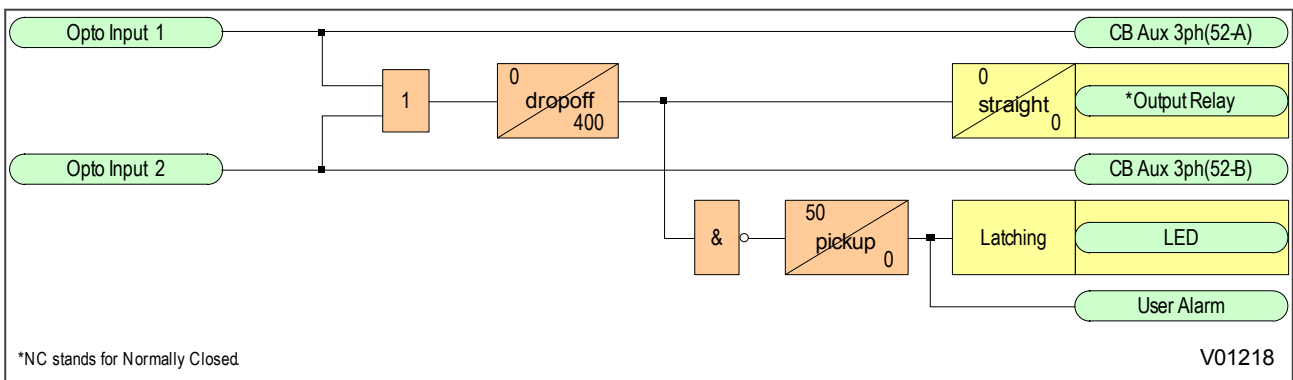 Opto Input 1
CB Aux 3ph(52-A)
0
dropoff
400
1
0
straight
0
*Output Relay
Opto Input 2
CB Aux 3ph(52-B)
&
50
pickup
0
Latching
LED
User Alarm
*NC stands for Normally Closed.
V01218